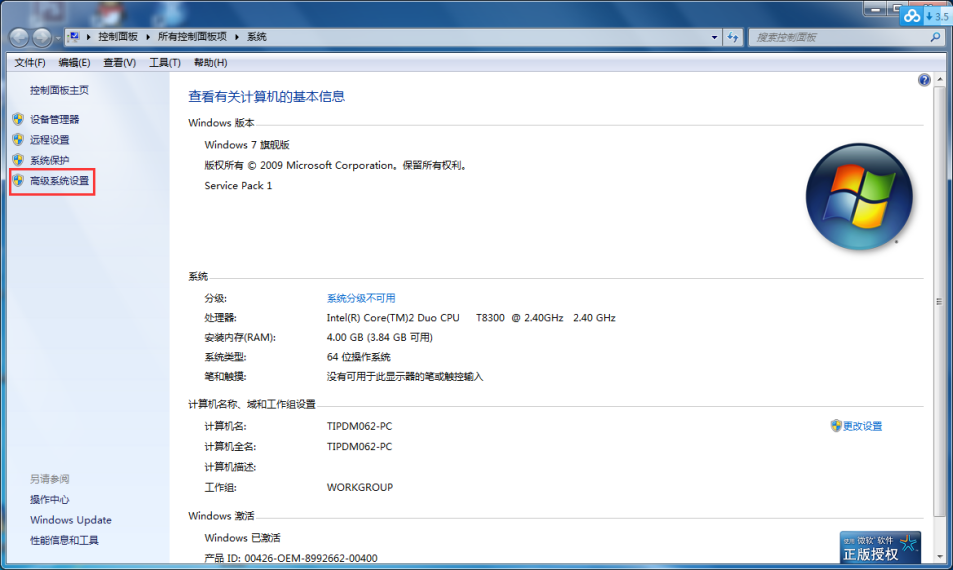 3.5
控制面板 ▸ 所有控制面板项 ▸ 系统
搜索控制面板
文件(F) 编辑(E) 查看(V) 工具(T) 帮助(H)
控制面板主页
设备管理器
远程设置
系统保护
高级系统设置
查看有关计算机的基本信息
Windows 版本
Windows 7 旗舰版
版权所有 © 2009 Microsoft Corporation。保留所有权利。
Service Pack 1
系统
分级: 系统分级不可用
处理器: Intel(R) Core(TM)2 Duo CPU T8300 @ 2.40GHz 2.40 GHz
安装内存(RAM): 4.00 GB (3.84 GB 可用)
系统类型: 64 位操作系统
笔和触摸: 没有可用于此显示器的笔或触控输入
计算机名称、域和工作组设置
计算机名: TIPDM062-PC
更改设置
计算机全名: TIPDM062-PC
计算机描述:
工作组: WORKGROUP
Windows 激活
Windows 已激活
产品 ID: 00426-OEM-8992662-00400
使用 微软 软件
正版授权
另请参阅
操作中心
Windows Update
性能信息和工具